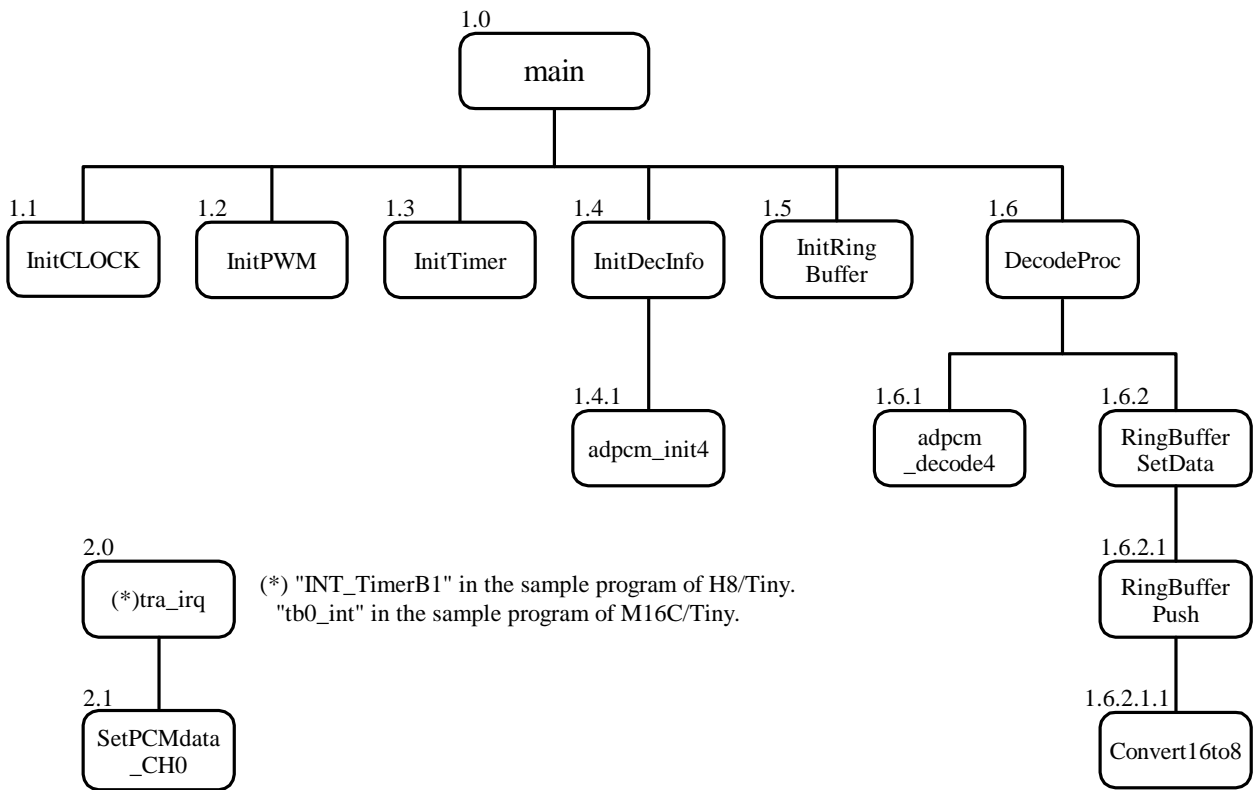 1.0
main
1.1
1.2
1.3
1.4
1.5
1.6
InitCLOCK
InitPWM
InitTimer
InitDecInfo
InitRing
Buffer
DecodeProc
1.4.1
1.6.1
1.6.2
adpcm_init4
adpcm
_decode4
RingBuffer
SetData
2.0
(*)tra_irq
(*) "INT_TimerB1" in the sample program of H8/Tiny.
"tb0_int" in the sample program of M16C/Tiny.
1.6.2.1
RingBuffer
Push
2.1
SetPCMdata
_CH0
1.6.2.1.1
Convert16to8